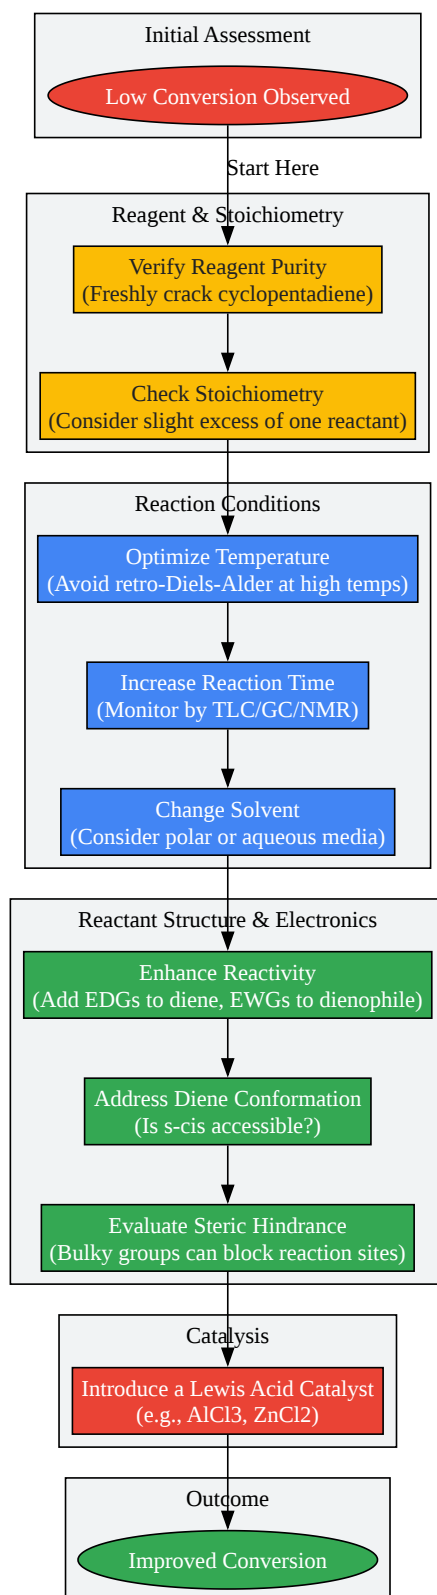 Initial Assessment
Low Conversion Observed
Start Here
Reagent & Stoichiometry
Verify Reagent Purity
(Freshly crack cyclopentadiene)
Check Stoichiometry
(Consider slight excess of one reactant)
Reaction Conditions
Optimize Temperature
(Avoid retro-Diels-Alder at high temps)
Increase Reaction Time
(Monitor by TLC/GC/NMR)
Change Solvent
(Consider polar or aqueous media)
Reactant Structure & Electronics
Enhance Reactivity
(Add EDGs to diene, EWGs to dienophile)
Address Diene Conformation
(Is s-cis accessible?)
Evaluate Steric Hindrance
(Bulky groups can block reaction sites)
Catalysis
Introduce a Lewis Acid Catalyst
(e.g., AlCl3, ZnCl2)
Outcome
Improved Conversion